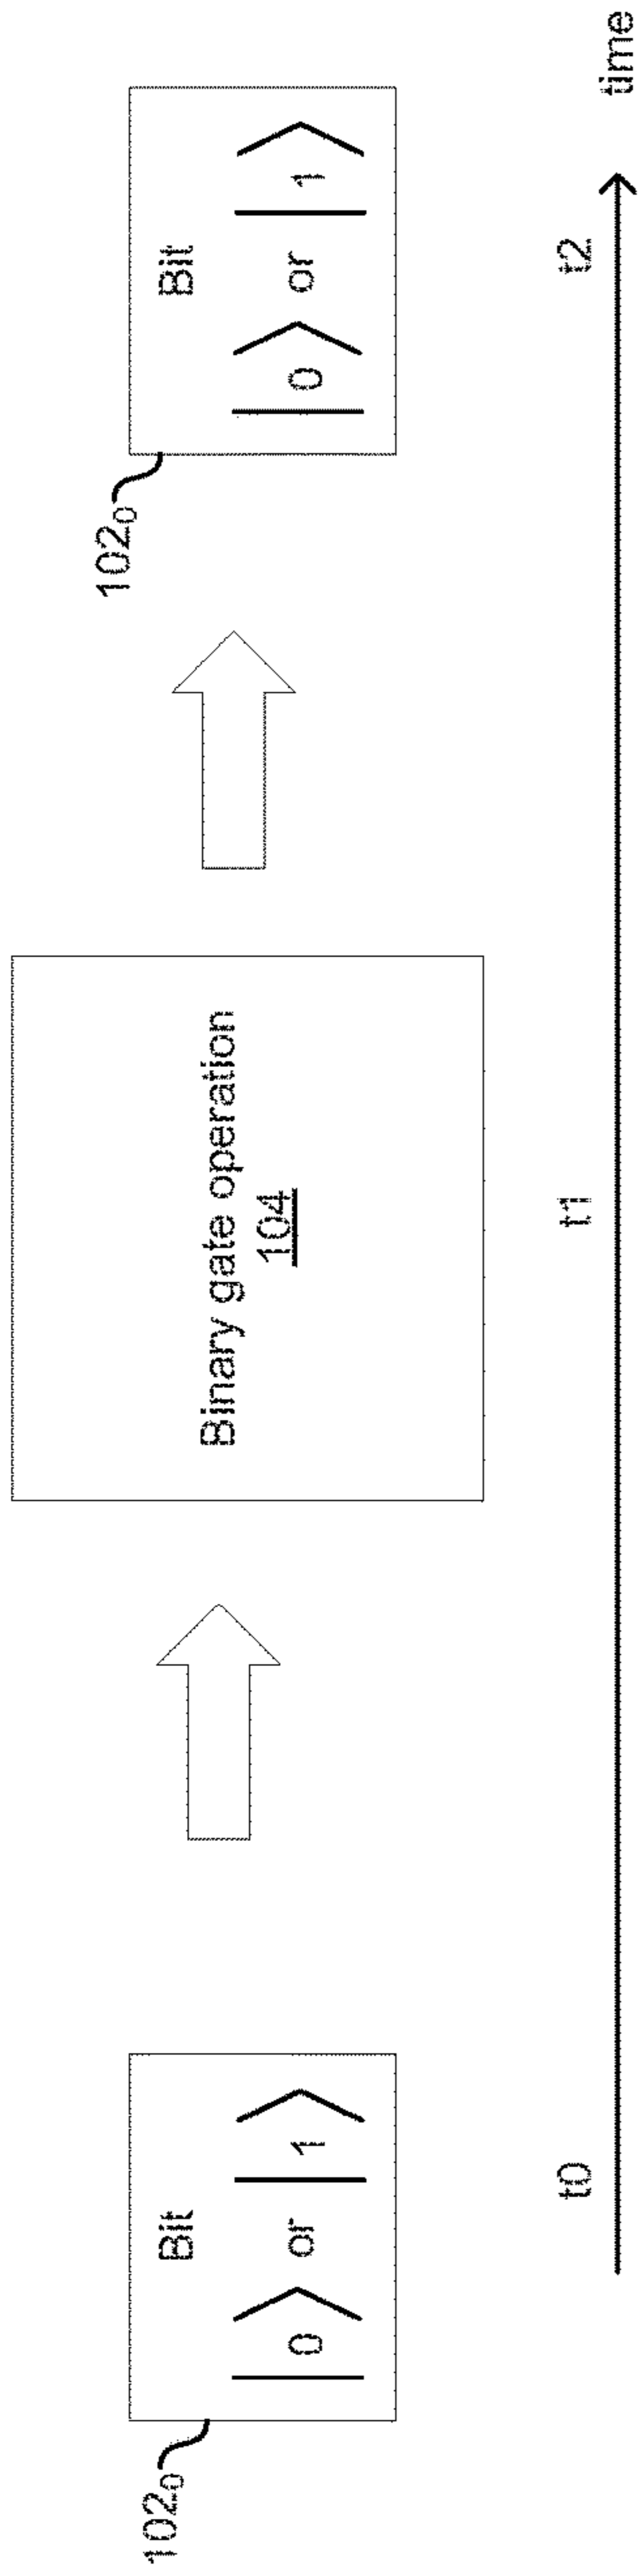 102₀
Bit
|0⟩ or |1⟩
Binary gate operation
104
102₀
Bit
|0⟩ or |1⟩
t0
t1
t2
time